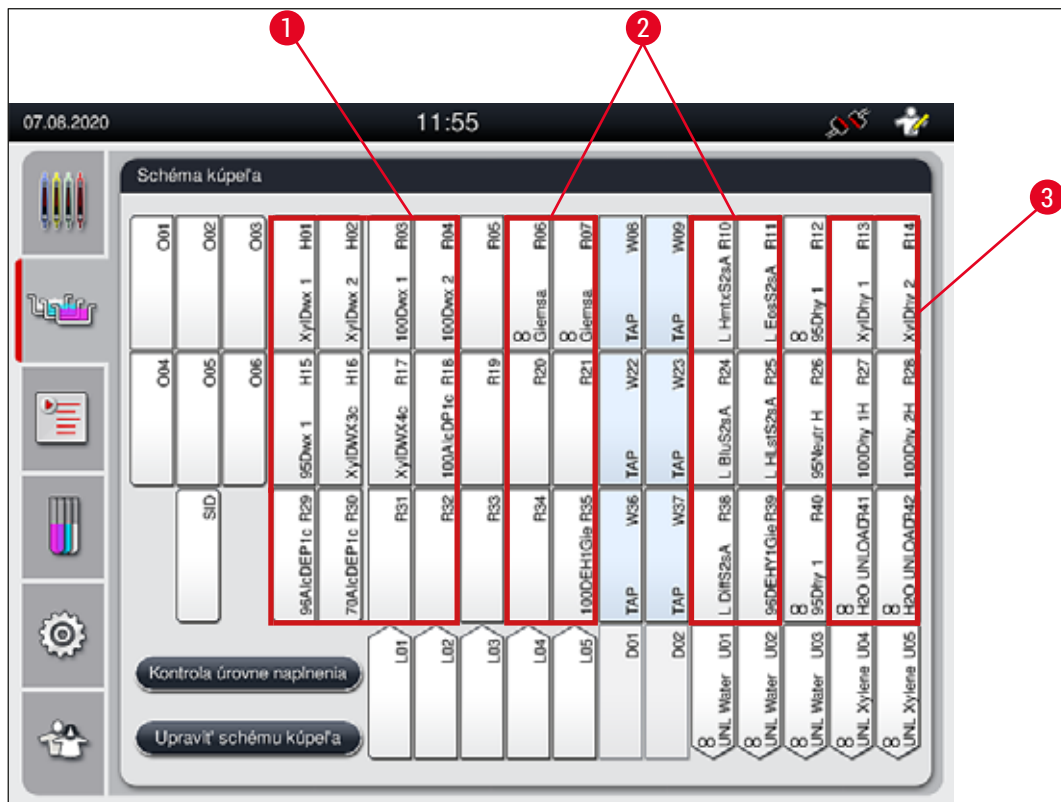 1
2
3
07.08.2020
11:55
Schéma kúpeľa
O01
O02
O03
XylDwx 1 H01
XylDwx 2 H02
100Dwx 1 R03
100Dwx 2 R04
R05
∞ Giemsa R06
∞ Giemsa R07
TAP W08
TAP W09
L HmtxS2sA R10
L EosS2sA R11
∞ 95Dhy 1 R12
XylDhy 1 R13
XylDhy 2 R14
O04
O05
O06
95Dwx 1 H15
XylDWX3c H16
XylDWX4c R17
100AlcDP1c R18
R19
R20
R21
TAP W22
TAP W23
L BluS2sA R24
L HLstS2sA R25
95Neutr H R26
100Dhy 1H R27
100Dhy 2H R28
SID
96AlcDEP1c R29
70AlcDEP1c R30
R31
R32
R33
R34
100DEH1Gie R35
TAP W36
TAP W37
L DiffS2sA R38
96DEHY1Gie R39
∞ 95Dhy 1 R40
∞ H2O UNLOAD R41
∞ H2O UNLOAD R42
Kontrola úrovne naplnenia
Upraviť schému kúpeľa
L01
L02
L03
L04
L05
D01
D02
∞ UNL Water U01
∞ UNL Water U02
∞ UNL Water U03
∞ UNL Xylene U04
∞ UNL Xylene U05